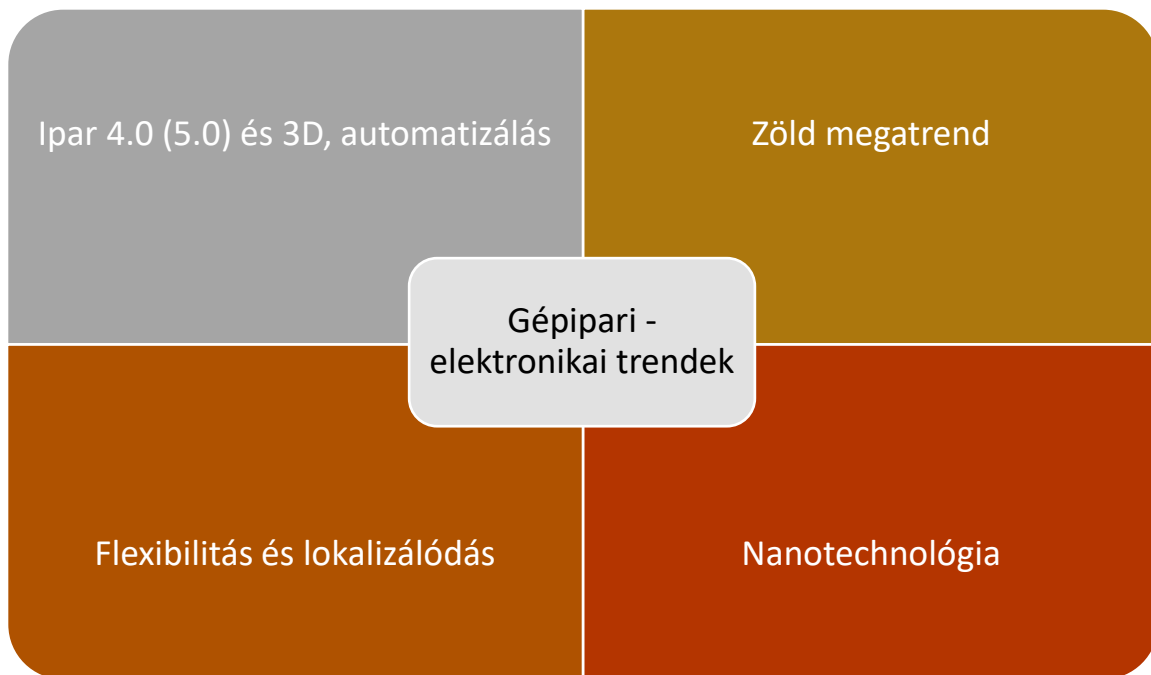 Ipar 4.0 (5.0) és 3D, automatizálás
Zöld megatrend
Gépipari -
elektronikai trendek
Flexibilitás és lokalizálódás
Nanotechnológia